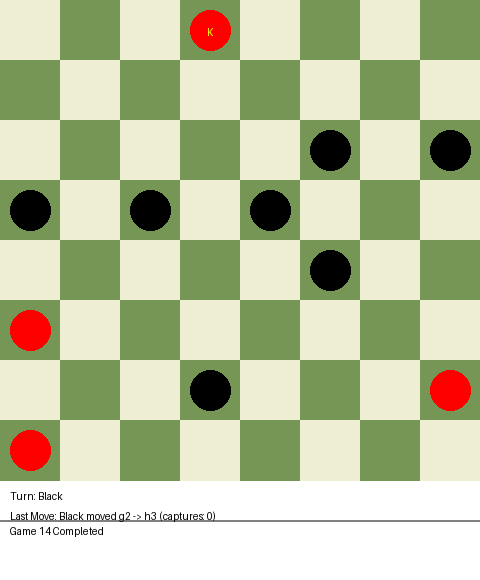 K
Turn: Black
Last Move: Black moved g2 -> h3 (captures: 0)
Game 14 Completed